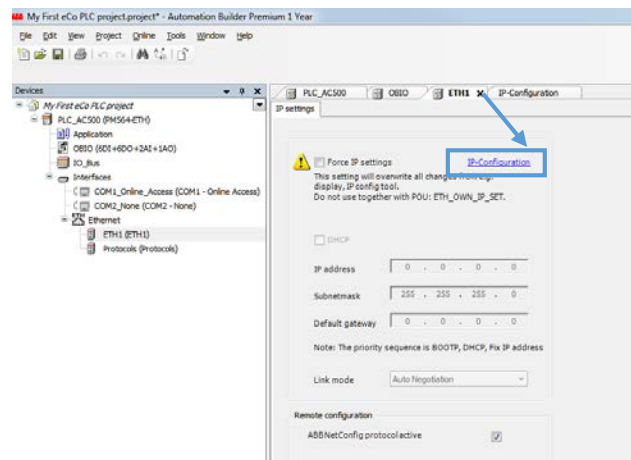 My First eCo PLC project.project* - Automation Builder Premium 1 Year
File Edit View Project Online Tools Window Help
Devices
PLC_AC500 OBIO ETH1 x IP-Configuration
My First eCo PLC project
IP settings
PLC_AC500 (PM564-ETH)
Application
OBIO (6DI+6DO+2AI+1AO)
IO_Bus
Interfaces
COM1_Online_Access (COM1 - Online Access)
COM2_None (COM2 - None)
Ethernet
ETH1 (ETH1)
Protocols (Protocols)
Force IP settings IP-Configuration
This setting will overwrite all changes from e.g.
display, IP config tool.
Do not use together with POU: ETH_OWN_IP_SET.
DHCP
IP address 0 . 0 . 0 . 0
Subnetmask 255 . 255 . 255 . 0
Default gateway 0 . 0 . 0 . 0
Note: The priority sequence is BOOTP, DHCP, Fix IP address
Link mode Auto Negotiation
Remote configuration
ABBNetConfig protocol active